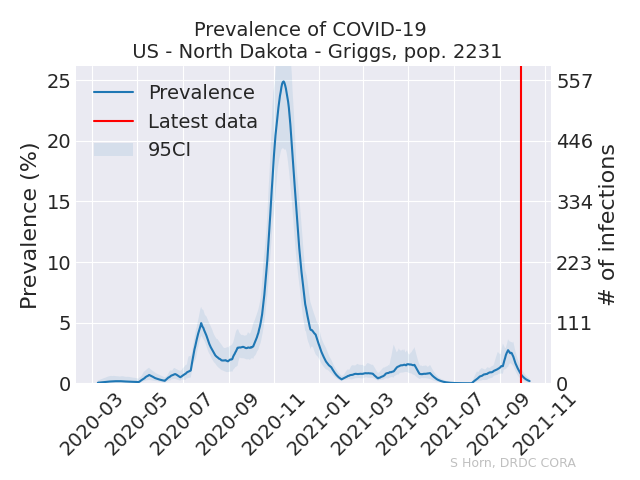 Prevalence of COVID-19
US - North Dakota - Griggs, pop. 2231
Prevalence (%)
25
20
15
10
5
0
Prevalence
Latest data
95CI
557
446
334
223
111
0
# of infections
2020-03
2020-05
2020-07
2020-09
2020-11
2021-01
2021-03
2021-05
2021-07
2021-09
2021-11
S Horn, DRDC CORA